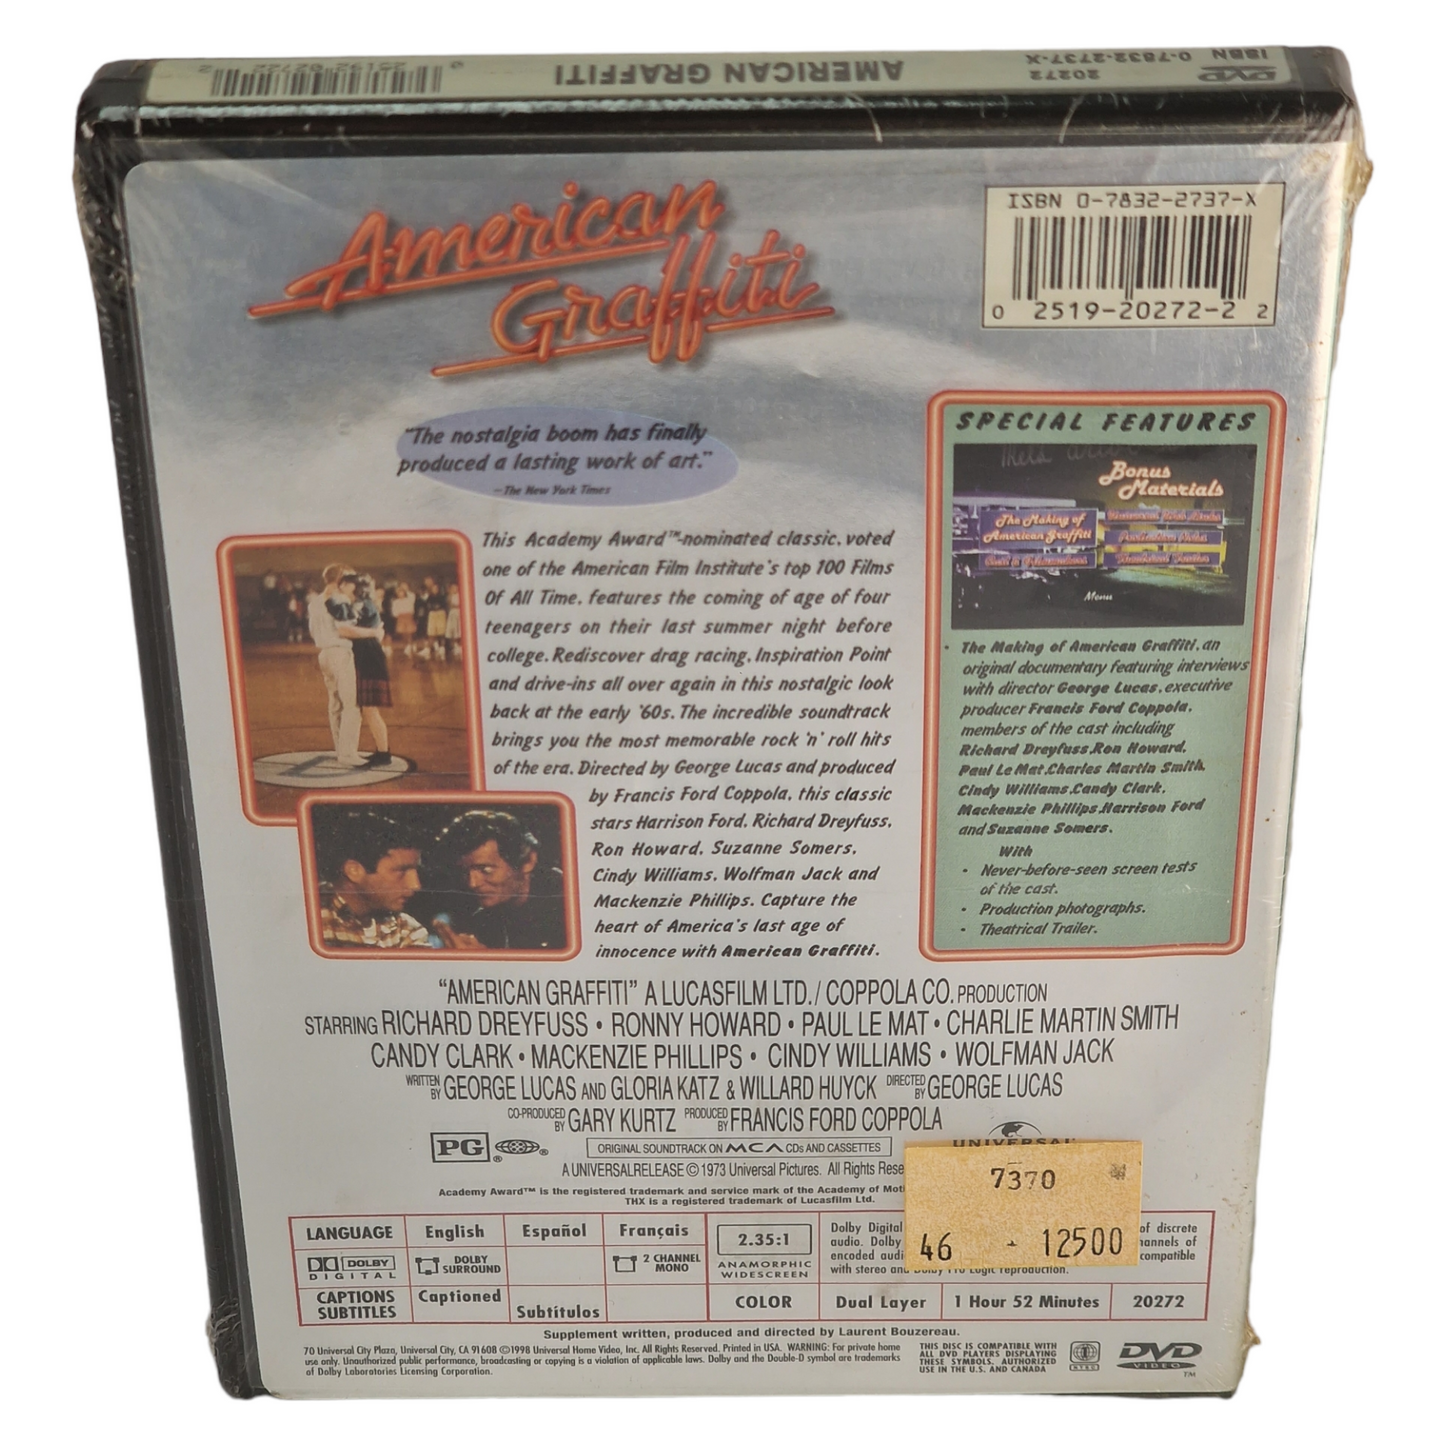 ISBN 0-7832-2737-X
DVD
20272
AMERICAN GRAFFITI
0 25192 02722 2
American
Graffiti
ISBN 0-7832-2737-X
0 2519-20272-2 2
"The nostalgia boom has finally
produced a lasting work of art."
—The New York Times
This Academy Award™-nominated classic, voted
one of the American Film Institute's top 100 Films
Of All Time, features the coming of age of four
teenagers on their last summer night before
college. Rediscover drag racing, Inspiration Point
and drive-ins all over again in this nostalgic look
back at the early '60s. The incredible soundtrack
brings you the most memorable rock 'n' roll hits
of the era. Directed by George Lucas and produced
by Francis Ford Coppola, this classic
stars Harrison Ford, Richard Dreyfuss,
Ron Howard, Suzanne Somers,
Cindy Williams, Wolfman Jack and
Mackenzie Phillips. Capture the
heart of America's last age of
innocence with American Graffiti.
SPECIAL FEATURES
Bonus
Materials
The Making of
American Graffiti
Production Notes
Menu
• The Making of American Graffiti, an
original documentary featuring interviews
with director George Lucas, executive
producer Francis Ford Coppola,
members of the cast including
Richard Dreyfuss, Ron Howard,
Paul Le Mat, Charles Martin Smith,
Cindy Williams, Candy Clark,
Mackenzie Phillips, Harrison Ford
and Suzanne Somers.
With
• Never-before-seen screen tests
of the cast.
• Production photographs.
• Theatrical Trailer.
"AMERICAN GRAFFITI" A LUCASFILM LTD./COPPOLA CO. PRODUCTION
STARRING RICHARD DREYFUSS • RONNY HOWARD • PAUL LE MAT • CHARLIE MARTIN SMITH
CANDY CLARK • MACKENZIE PHILLIPS • CINDY WILLIAMS • WOLFMAN JACK
WRITTEN BY GEORGE LUCAS AND GLORIA KATZ & WILLARD HUYCK DIRECTED BY GEORGE LUCAS
CO-PRODUCED BY GARY KURTZ PRODUCED BY FRANCIS FORD COPPOLA
PG ORIGINAL SOUNDTRACK ON MCA CDs AND CASSETTES UNIVERSAL
A UNIVERSAL RELEASE © 1973 Universal Pictures. All Rights Rese
Academy Award™ is the registered trademark and service mark of the Academy of Moti
THX is a registered trademark of Lucasfilm Ltd.
7370
46 - 12500
LANGUAGE English Español Français 2.35:1 ANAMORPHIC WIDESCREEN
DOLBY DIGITAL DOLBY SURROUND 2 CHANNEL MONO
Dolby Digital of discrete
audio. Dolby hannels of
encoded audi compatible
with stereo and Dolby Pro Logic reproduction.
CAPTIONS SUBTITLES Captioned Subtítulos COLOR Dual Layer 1 Hour 52 Minutes 20272
Supplement written, produced and directed by Laurent Bouzereau.
70 Universal City Plaza, Universal City, CA 91608 ©1998 Universal Home Video, Inc. All Rights Reserved. Printed in USA. WARNING: For private home
use only. Unauthorized public performance, broadcasting or copying is a violation of applicable laws. Dolby and the Double-D symbol are trademarks
of Dolby Laboratories Licensing Corporation.
THIS DISC IS COMPATIBLE WITH
ALL DVD PLAYERS DISPLAYING
THESE SYMBOLS. AUTHORIZED
USE IN THE U.S. AND CANADA
1
DVD
VIDEO
™